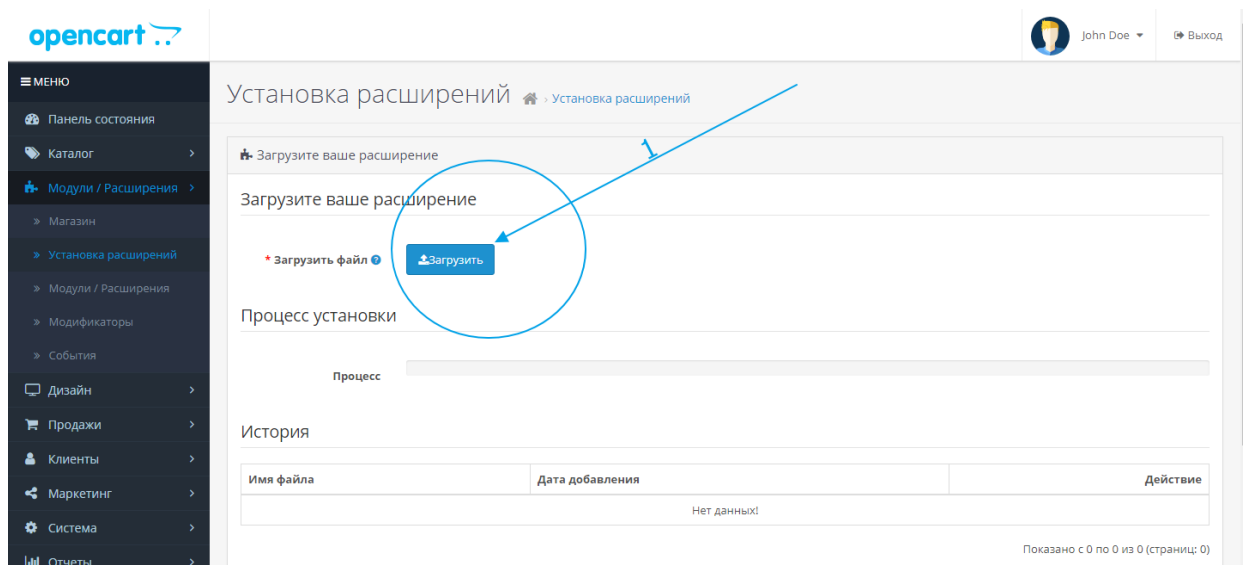 opencart
John Doe
Выход
МЕНЮ
Панель состояния
Каталог
Модули / Расширения
Магазин
Установка расширений
Модули / Расширения
Модификаторы
События
Дизайн
Продажи
Клиенты
Маркетинг
Система
Отчеты
Установка расширений
Установка расширений
1
Загрузите ваше расширение
Загрузите ваше расширение
* Загрузить файл
Загрузить
Процесс установки
Процесс
История
Имя файла Дата добавления Действие
Нет данных!
Показано с 0 по 0 из 0 (страниц: 0)